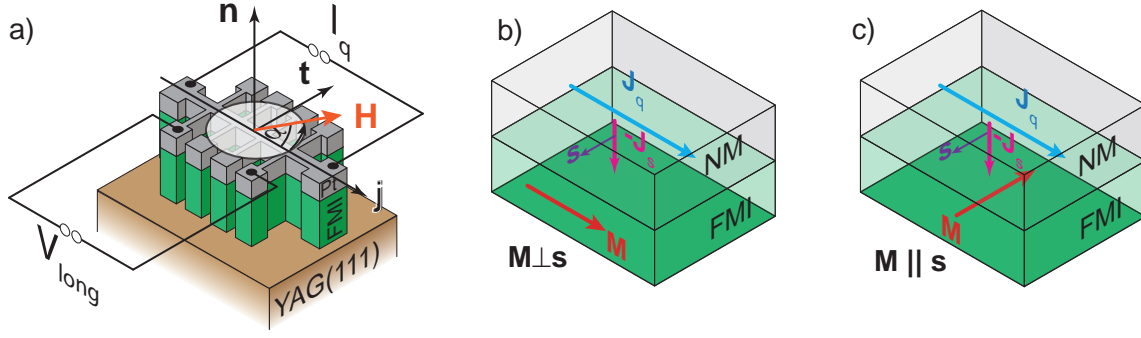 a)
n
I q
t
H
α
Pt
j
FMI
V long
YAG(111)
b)
J q
-J s
s
NM
FMI
M
M⊥s
c)
J q
-J s
s
NM
FMI
M
M || s